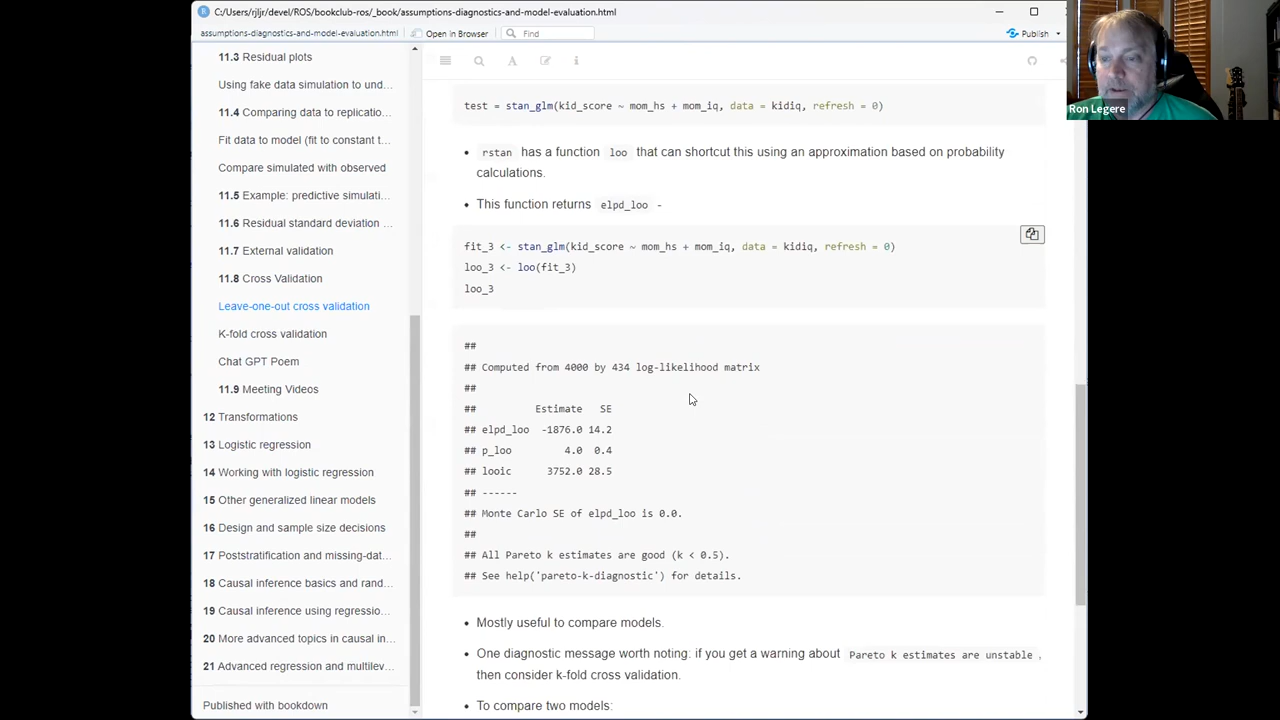 C:/Users/rjljr/devel/ROS/bookclub-ros/_book/assumptions-diagnostics-and-model-evaluation.html
assumptions-diagnostics-and-model-evaluation.html
Open in Browser
Find
Publish
11.3 Residual plots
Using fake data simulation to und…
11.4 Comparing data to replicatio…
Fit data to model (fit to constant t…
Compare simulated with observed
11.5 Example: predictive simulati…
11.6 Residual standard deviation …
11.7 External validation
11.8 Cross Validation
Leave-one-out cross validation
K-fold cross validation
Chat GPT Poem
11.9 Meeting Videos
12 Transformations
13 Logistic regression
14 Working with logistic regression
15 Other generalized linear models
16 Design and sample size decisions
17 Poststratification and missing-dat…
18 Causal inference basics and rand…
19 Causal inference using regressio…
20 More advanced topics in causal in…
21 Advanced regression and multilev…
Published with bookdown
test = stan_glm(kid_score ~ mom_hs + mom_iq, data = kidiq, refresh = 0)
• rstan has a function loo that can shortcut this using an approximation based on probability
calculations.
• This function returns elpd_loo -
fit_3 <- stan_glm(kid_score ~ mom_hs + mom_iq, data = kidiq, refresh = 0)
loo_3 <- loo(fit_3)
loo_3
##
## Computed from 4000 by 434 log-likelihood matrix
##
## Estimate SE
## elpd_loo -1876.0 14.2
## p_loo 4.0 0.4
## looic 3752.0 28.5
## ------
## Monte Carlo SE of elpd_loo is 0.0.
##
## All Pareto k estimates are good (k < 0.5).
## See help('pareto-k-diagnostic') for details.
• Mostly useful to compare models.
• One diagnostic message worth noting: if you get a warning about Pareto k estimates are unstable ,
then consider k-fold cross validation.
• To compare two models:
Ron Legere